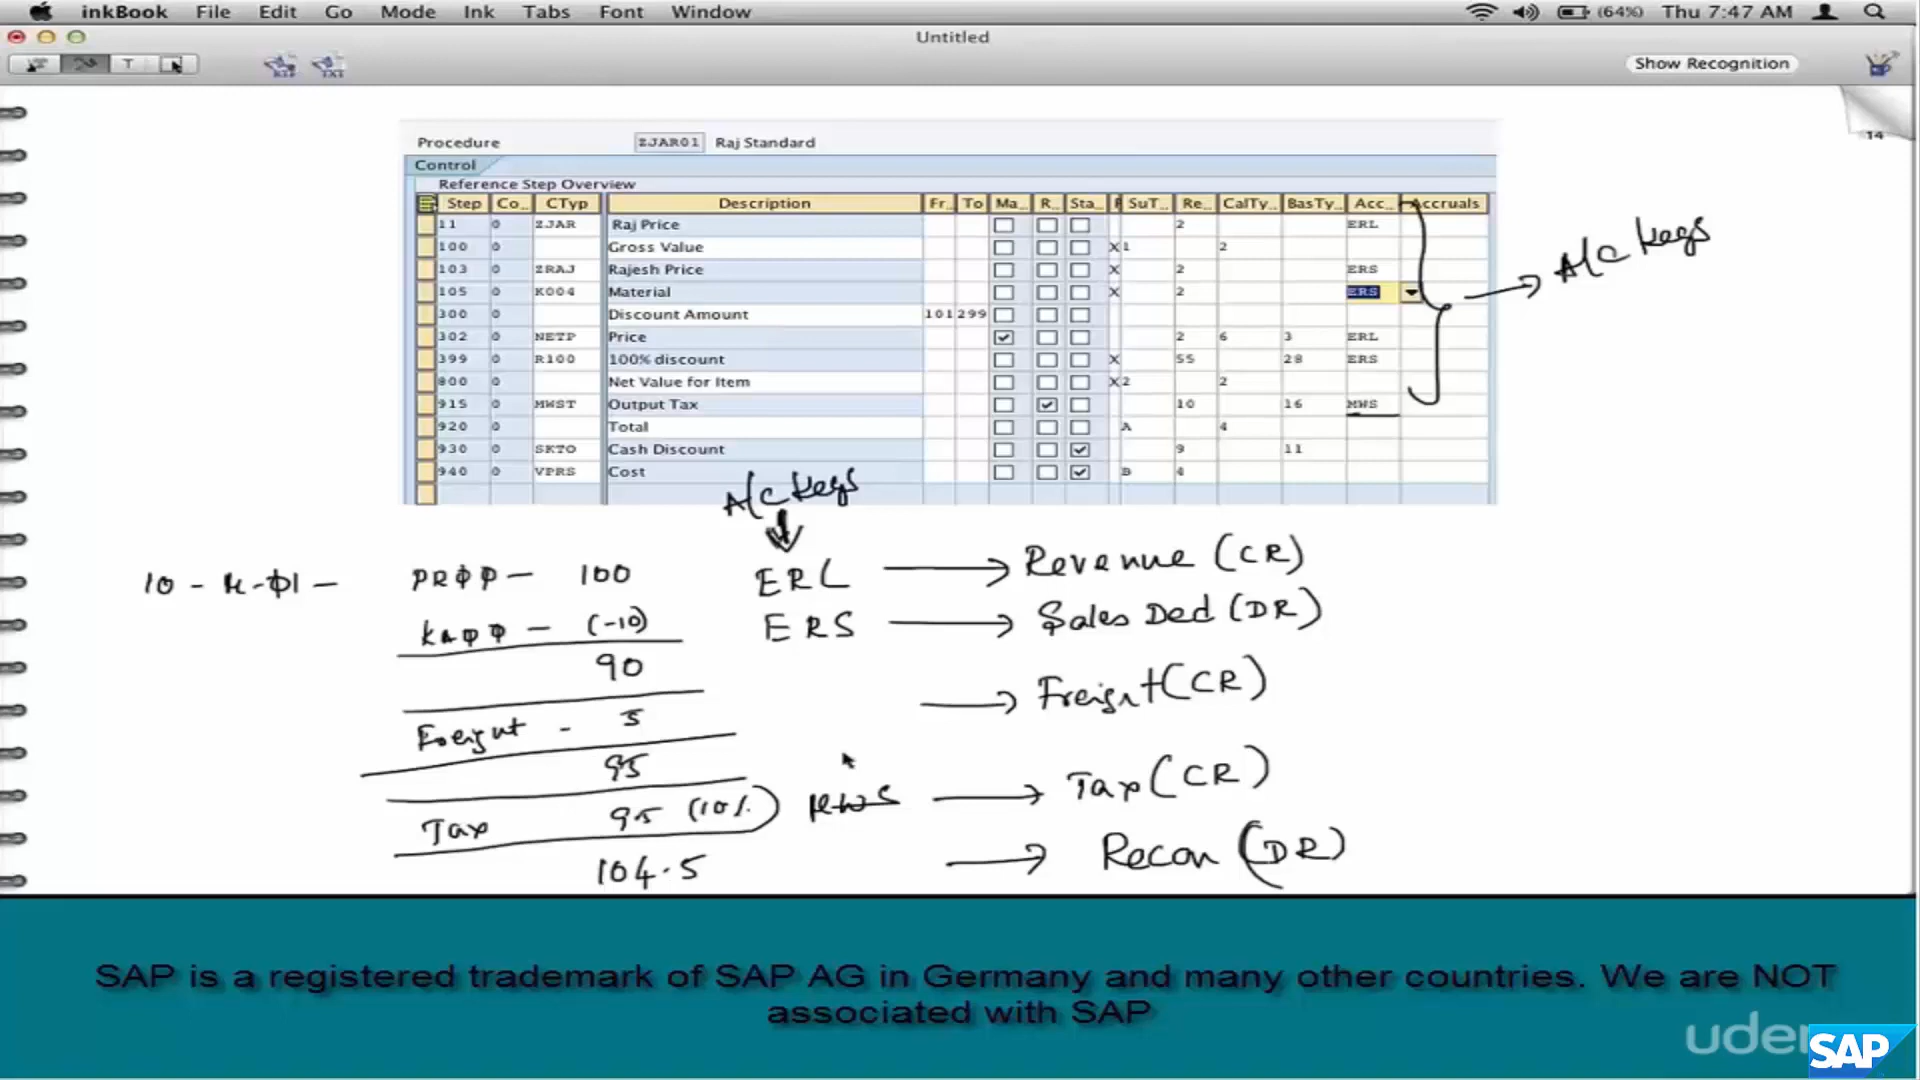 inkBook File Edit Go Mode Ink Tabs Font Window (64%) Thu 7:47 AM
Untitled
T Show Recognition
14
Procedure ZJAR01 Raj Standard
Control
Reference Step Overview
Step Co.. CTyp Description Fr.. To Ma.. R.. Sta.. SuT.. Re.. CalTy.. BasTy.. Acc.. Accruals
11 0 ZJAR Raj Price 2 ERL
100 0 Gross Value X 1 2
103 0 ZRAJ Rajesh Price X 2 ERS
105 0 K004 Material X 2 ERS
300 0 Discount Amount 101 299
302 0 NETP Price 2 6 3 ERL
399 0 R100 100% discount X 55 28 ERS
800 0 Net Value for Item X 2 2
915 0 MWST Output Tax 10 16 MWS
920 0 Total A 4
930 0 SKTO Cash Discount 9 11
940 0 VPRS Cost B 4
A/C Keys
A/C Keys
PR00 - 100 ERL Revenue (CR)
KA00 - (-10) ERS Sales Ded (DR)
90
Freight - 5 Freight (CR)
95
Tax 95 (10%) MWS Tax (CR)
104.5 Recon (DR)
SAP is a registered trademark of SAP AG in Germany and many other countries. We are NOT
associated with SAP
SAP